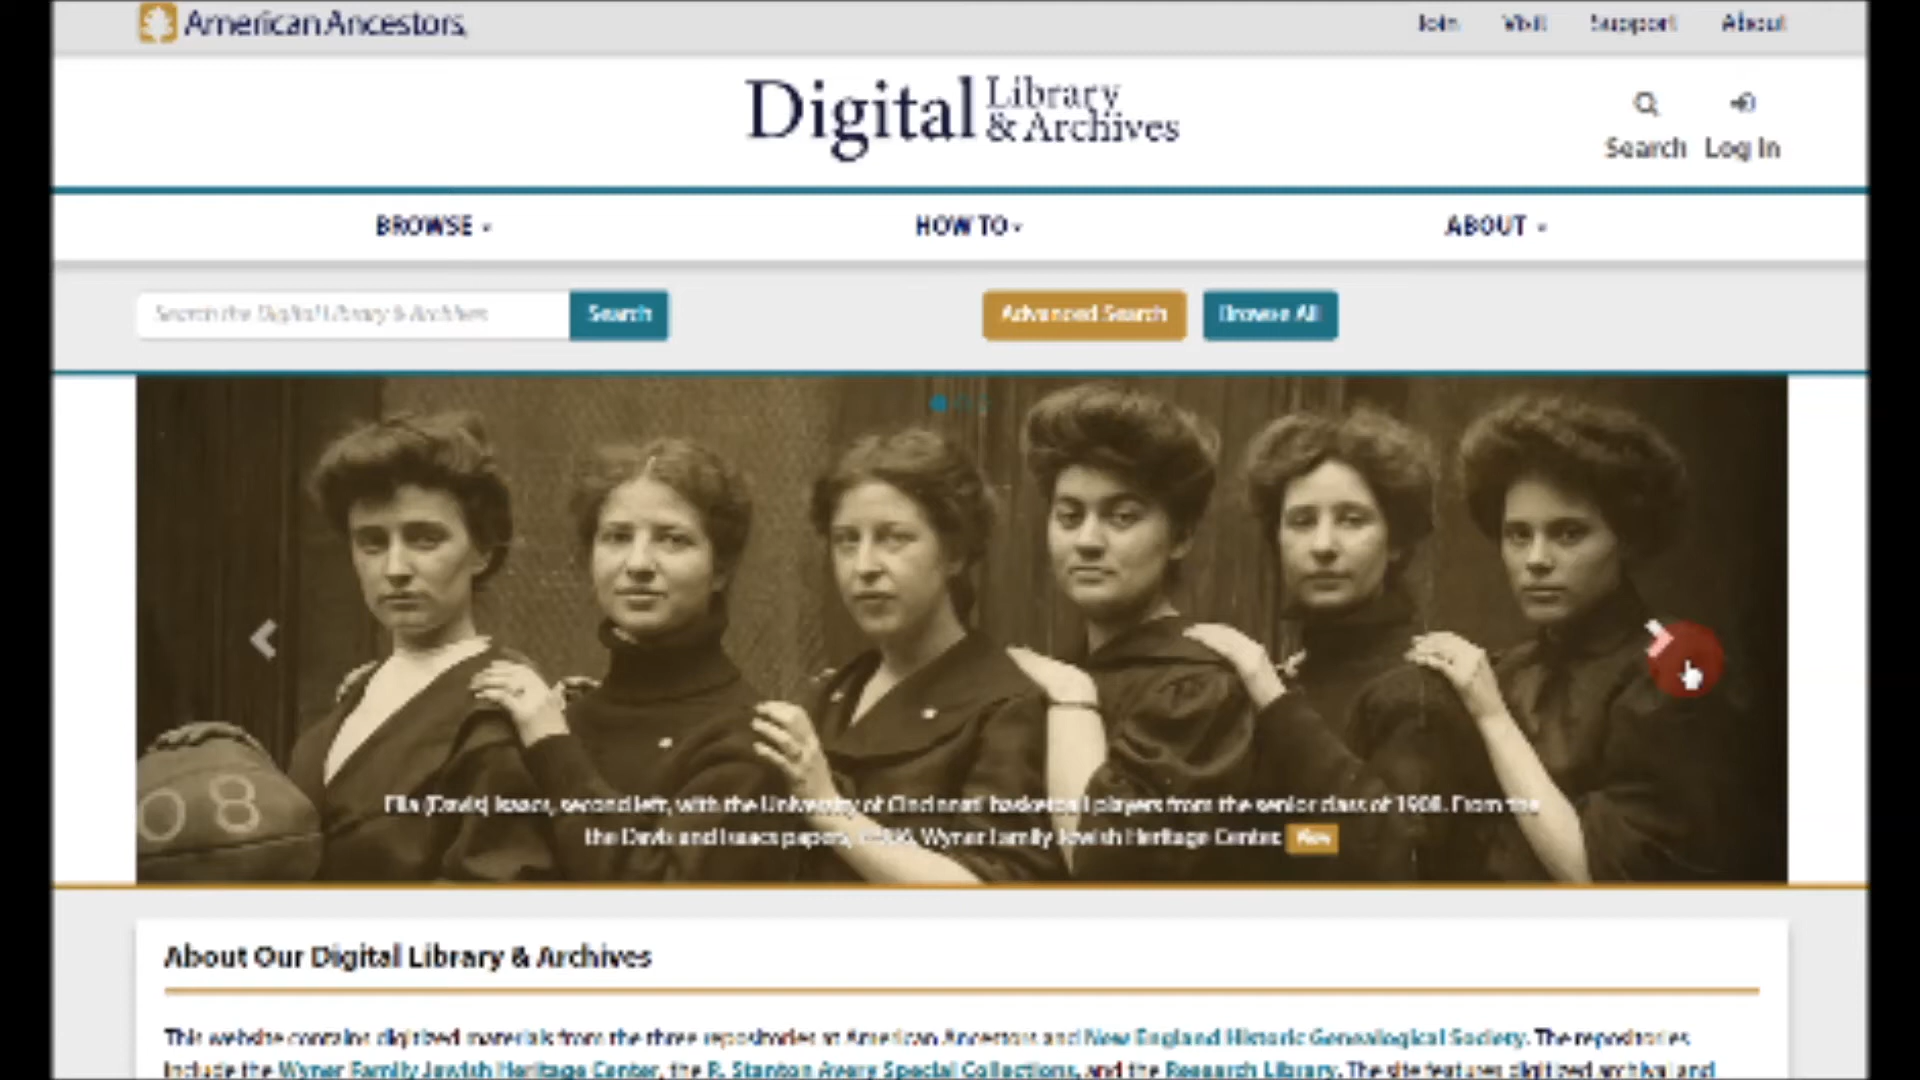 American Ancestors
Join Visit Support About
Digital Library & Archives
Search Log In
BROWSE HOW TO ABOUT
Search the Digital Library & Archives Search Advanced Search Browse All
08
Ella (Davis) Isaacs, second left, with the University of Cincinnati basketball players from the senior class of 1908. From the
the Davis and Isaacs papers, Wyner Family Jewish Heritage Center. View
About Our Digital Library & Archives
This website contains digitized materials from the three repositories at American Ancestors and New England Historic Genealogical Society. The repositories
include the Wyner Family Jewish Heritage Center, the R. Stanton Avery Special Collections, and the Research Library. The site features digitized archival and